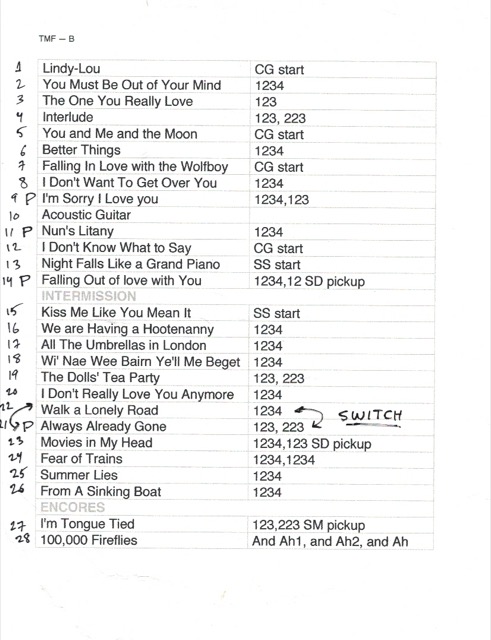 TMF – B
1 Lindy-Lou CG start
2 You Must Be Out of Your Mind 1234
3 The One You Really Love 123
4 Interlude 123, 223
5 You and Me and the Moon CG start
6 Better Things 1234
7 Falling In Love with the Wolfboy CG start
8 I Don't Want To Get Over You 1234
9 P I'm Sorry I Love you 1234,123
10 Acoustic Guitar
11 P Nun's Litany 1234
12 I Don't Know What to Say CG start
13 Night Falls Like a Grand Piano SS start
14 P Falling Out of love with You 1234,12 SD pickup
INTERMISSION
15 Kiss Me Like You Mean It SS start
16 We are Having a Hootenanny 1234
17 All The Umbrellas in London 1234
18 Wi' Nae Wee Bairn Ye'll Me Beget 1234
19 The Dolls' Tea Party 123, 223
20 I Don't Really Love You Anymore 1234
22 Walk a Lonely Road 1234 SWITCH
21 P Always Already Gone 123, 223
23 Movies in My Head 1234,123 SD pickup
24 Fear of Trains 1234,1234
25 Summer Lies 1234
26 From A Sinking Boat 1234
ENCORES
27 I'm Tongue Tied 123,223 SM pickup
28 100,000 Fireflies And Ah1, and Ah2, and Ah